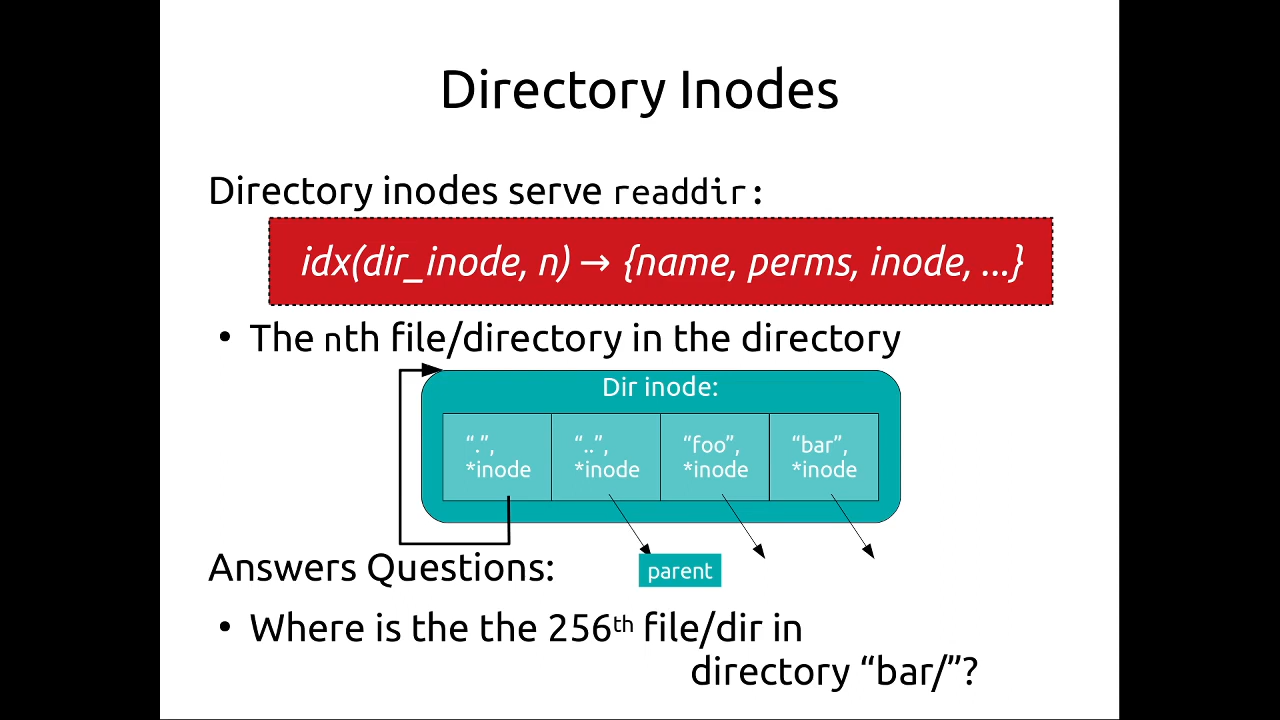 Directory Inodes
Directory inodes serve readdir:
idx(dir_inode, n) → {name, perms, inode, ...}
• The nth file/directory in the directory
Dir inode:
“.”,
*inode
“..”,
*inode
“foo”,
*inode
“bar”,
*inode
parent
Answers Questions:
• Where is the the 256th file/dir in
directory “bar/”?